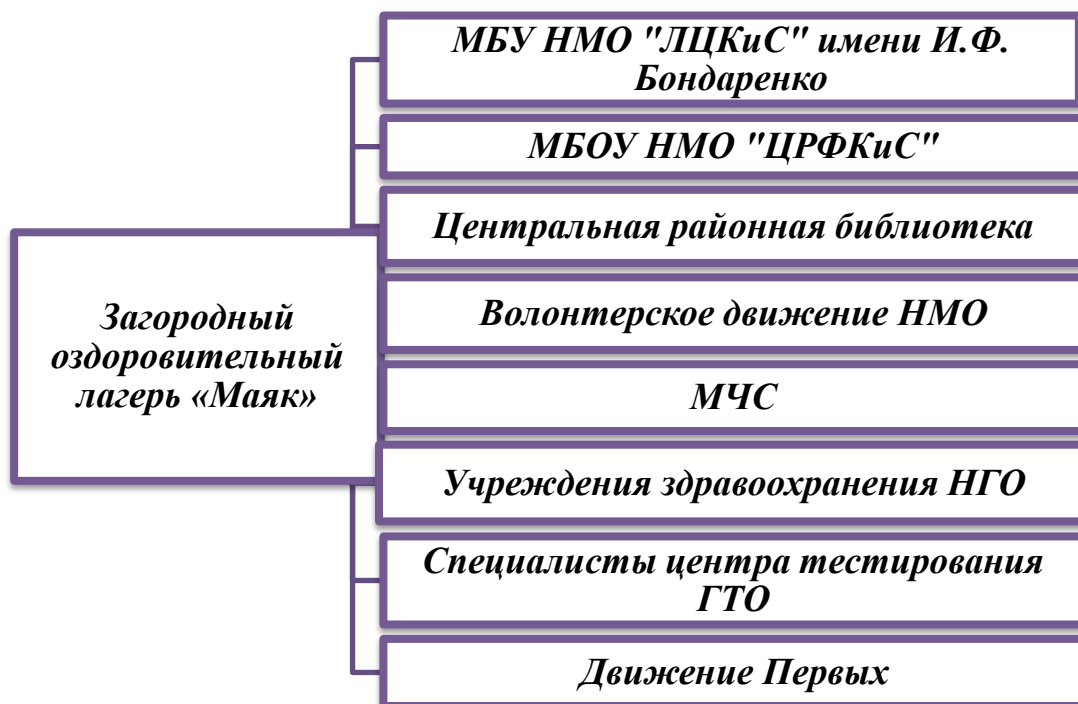 МБУ НМО "ЛЦКиС" имени И.Ф.
Бондаренко
МБОУ НМО "ЦРФКиС"
Центральная районная библиотека
Загородный
оздоровительный
лагерь «Маяк»
Волонтерское движение НМО
МЧС
Учреждения здравоохранения НГО
Специалисты центра тестирования
ГТО
Движение Первых